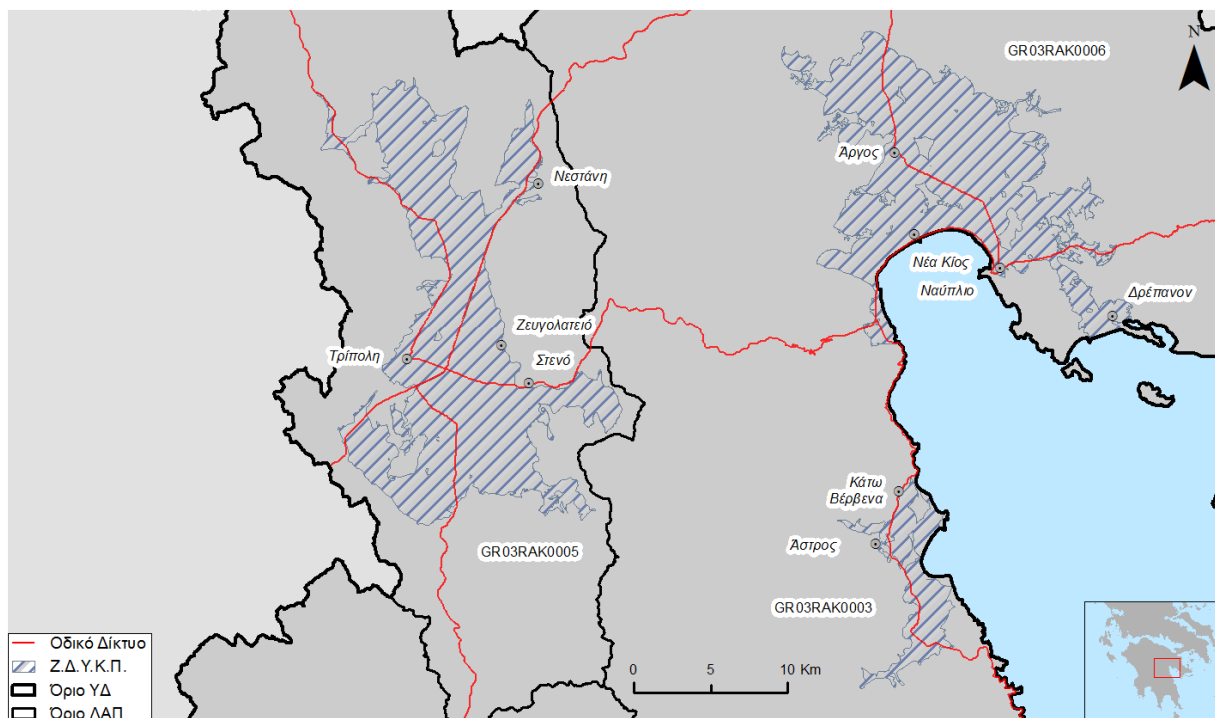 GR03RAK0006
N
Άργος
Νεστάνη
Νέα Κίος
Ναύπλιο
Δρέπανον
Ζευγολατειό
Τρίπολη
Στενό
Κάτω
Βέρβενα
Άστρος
GR03RAK0005
GR03RAK0003
Οδικό Δίκτυο
Ζ.Δ.Υ.Κ.Π.
Όριο ΥΔ
Όριο ΛΑΠ
0 5 10 Km